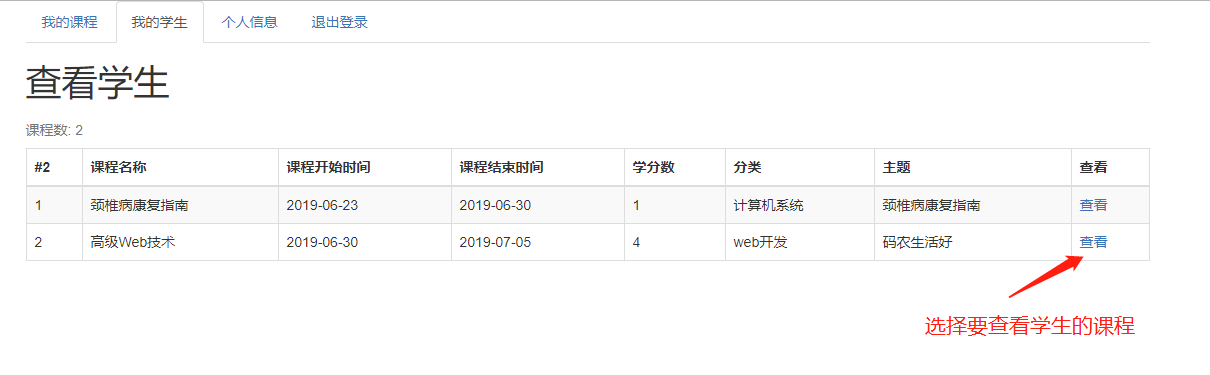 我的课程 我的学生 个人信息 退出登录
查看学生
课程数: 2
#2 课程名称 课程开始时间 课程结束时间 学分数 分类 主题 查看
1 颈椎病康复指南 2019-06-23 2019-06-30 1 计算机系统 颈椎病康复指南 查看
2 高级Web技术 2019-06-30 2019-07-05 4 web开发 码农生活好 查看
选择要查看学生的课程